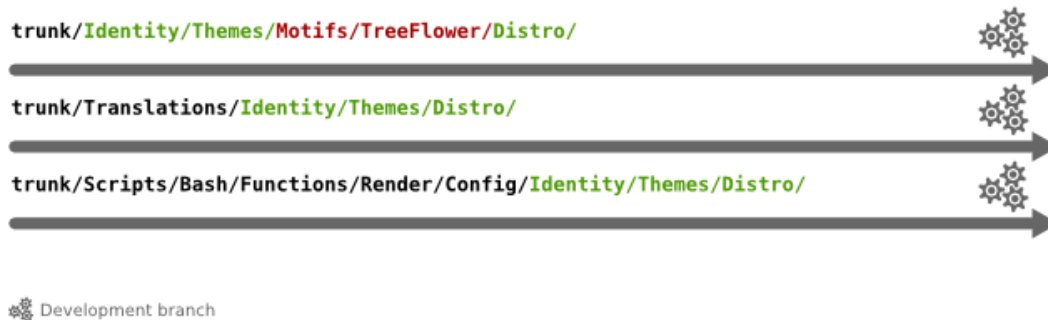 trunk/Identity/Themes/Motifs/TreeFlower/Distro/
trunk/Translations/Identity/Themes/Distro/
trunk/Scripts/Bash/Functions/Render/Config/Identity/Themes/Distro/
Development branch